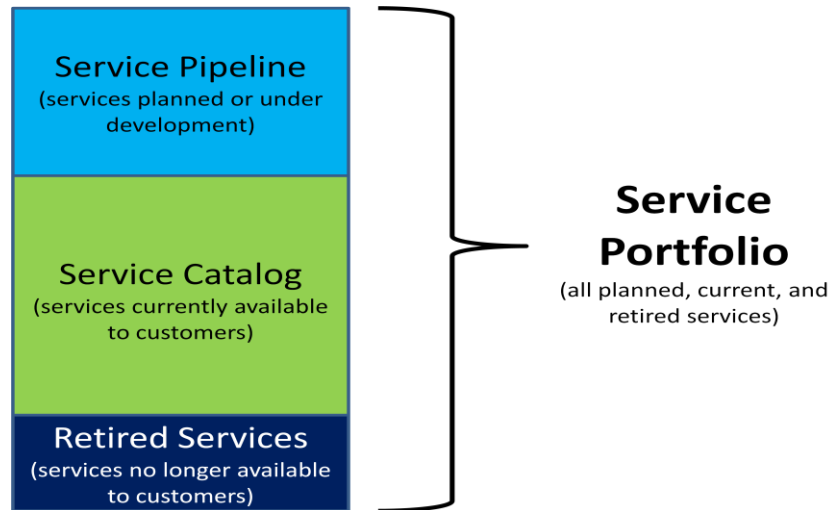 Service Pipeline
(services planned or under
development)
Service Catalog
(services currently available
to customers)
Retired Services
(services no longer available
to customers)
Service
Portfolio
(all planned, current, and
retired services)